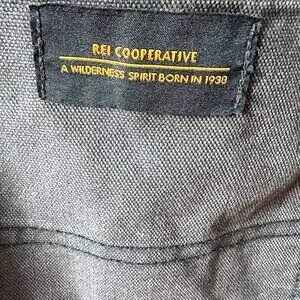 REI COOPERATIVE
A WILDERNESS SPIRIT BORN IN 1938